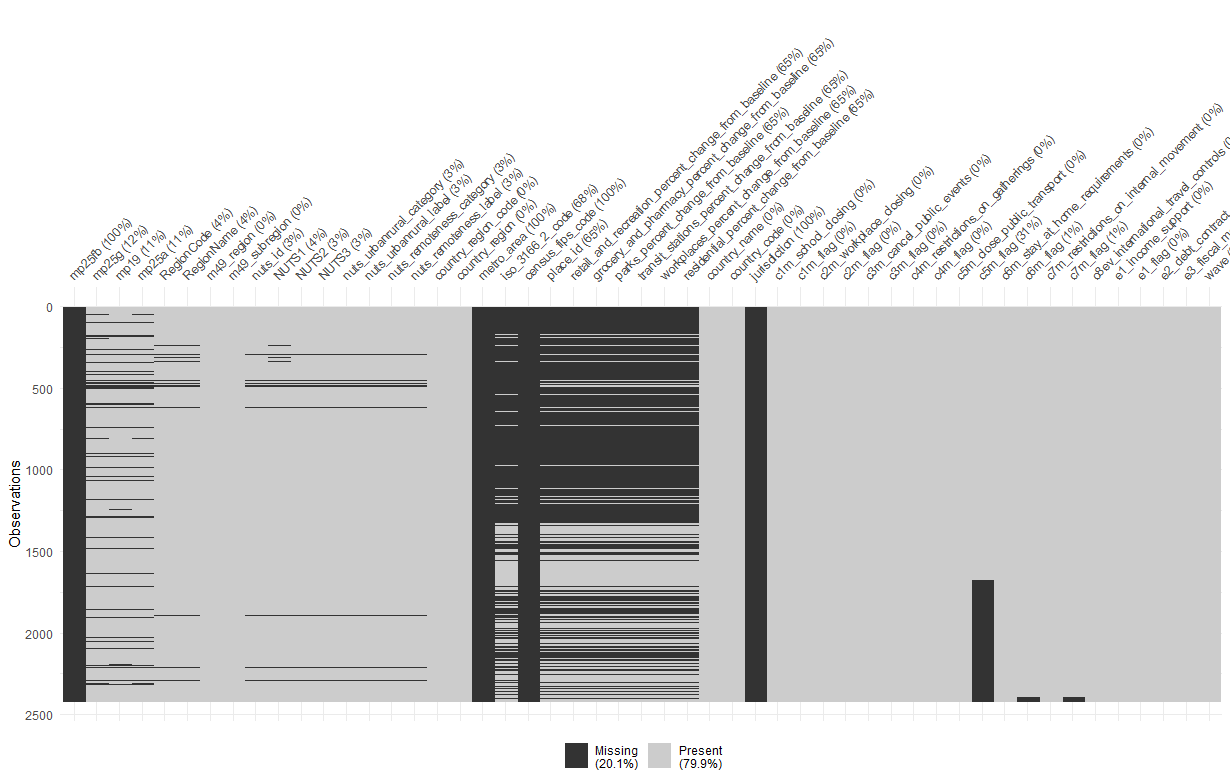 mp25fb (100%)
mp25g (12%)
mp1g (11%)
mp25a (11%)
RegionCode (4%)
RegionName (4%)
m49_region (0%)
m49_subregion (0%)
nuts_id (3%)
NUTS1 (4%)
NUTS2 (3%)
NUTS3 (3%)
nuts_urbanrural_category (3%)
nuts_urbanrural_label (3%)
nuts_remoteness_category (3%)
nuts_remoteness_label (3%)
country_region_code (0%)
country_region (0%)
metro_area (100%)
iso_3166_2_code (68%)
census_fips_code (100%)
place_id (65%)
retail_and_recreation_percent_change_from_baseline (65%)
grocery_and_pharmacy_percent_change_from_baseline (65%)
parks_percent_change_from_baseline (65%)
transit_stations_percent_change_from_baseline (65%)
workplaces_percent_change_from_baseline (65%)
residential_percent_change_from_baseline (65%)
country_name (0%)
country_code (0%)
jurisdiction (100%)
c1m_school_closing (0%)
c1m_flag (0%)
c2m_workplace_closing (0%)
c2m_flag (0%)
c3m_cancel_public_events (0%)
c3m_flag (0%)
c4m_restrictions_on_gatherings (0%)
c4m_flag (0%)
c5m_close_public_transport (0%)
c5m_flag (31%)
c6m_stay_at_home_requirements (0%)
c6m_flag (1%)
c7m_restrictions_on_internal_movement (0%)
c7m_flag (1%)
c8ev_international_travel_controls
e1_income_support (0%)
e1_flag (0%)
e2_debt_contract
e3_fiscal_m
wave
0
500
1000
1500
2000
2500
Observations
Missing
(20.1%)
Present
(79.9%)